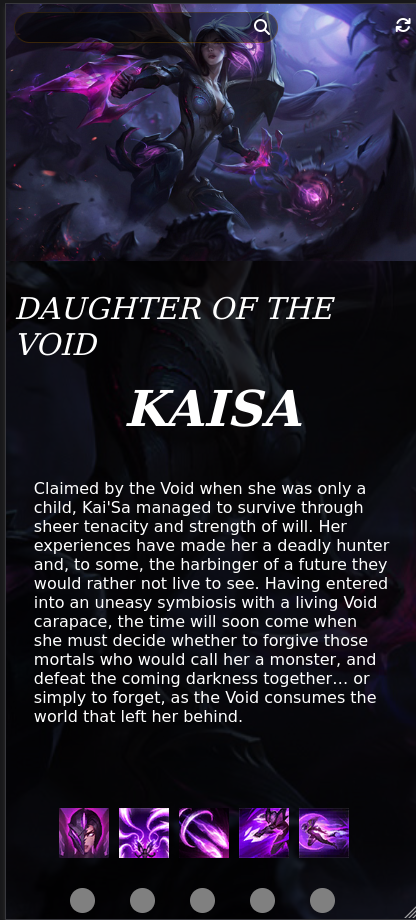 DAUGHTER OF THE
VOID
KAISA
Claimed by the Void when she was only a
child, Kai'Sa managed to survive through
sheer tenacity and strength of will. Her
experiences have made her a deadly hunter
and, to some, the harbinger of a future they
would rather not live to see. Having entered
into an uneasy symbiosis with a living Void
carapace, the time will soon come when
she must decide whether to forgive those
mortals who would call her a monster, and
defeat the coming darkness together... or
simply to forget, as the Void consumes the
world that left her behind.